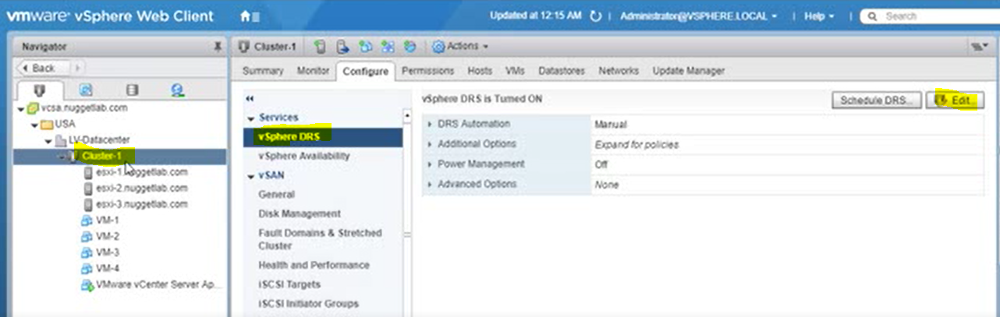 vmware® vSphere Web Client
Updated at 12:15 AM | Administrator@VSPHERE.LOCAL | Help | Search
Navigator
Back
vcsa.nuggetlab.com
USA
LV-Datacenter
Cluster-1
esxi-1.nuggetlab.com
esxi-2.nuggetlab.com
esxi-3.nuggetlab.com
VM-1
VM-2
VM-3
VM-4
VMware vCenter Server Ap...
Cluster-1 Actions
Summary Monitor Configure Permissions Hosts VMs Datastores Networks Update Manager
Services
vSphere DRS
vSphere Availability
vSAN
General
Disk Management
Fault Domains & Stretched
Cluster
Health and Performance
iSCSI Targets
iSCSI Initiator Groups
vSphere DRS is Turned ON
Schedule DRS... Edit...
DRS Automation Manual
Additional Options Expand for policies
Power Management Off
Advanced Options None